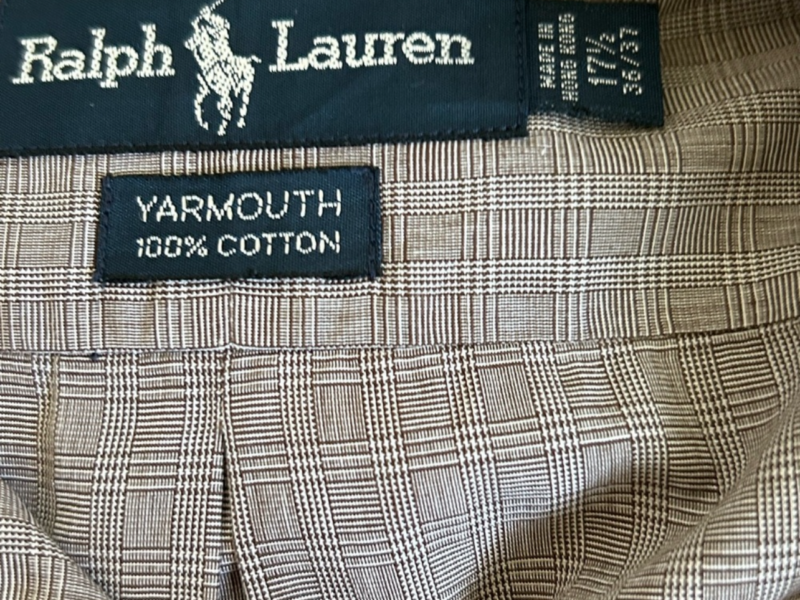 Ralph Lauren
MADE IN
HONG KONG
17½
36/37
YARMOUTH
100% COTTON